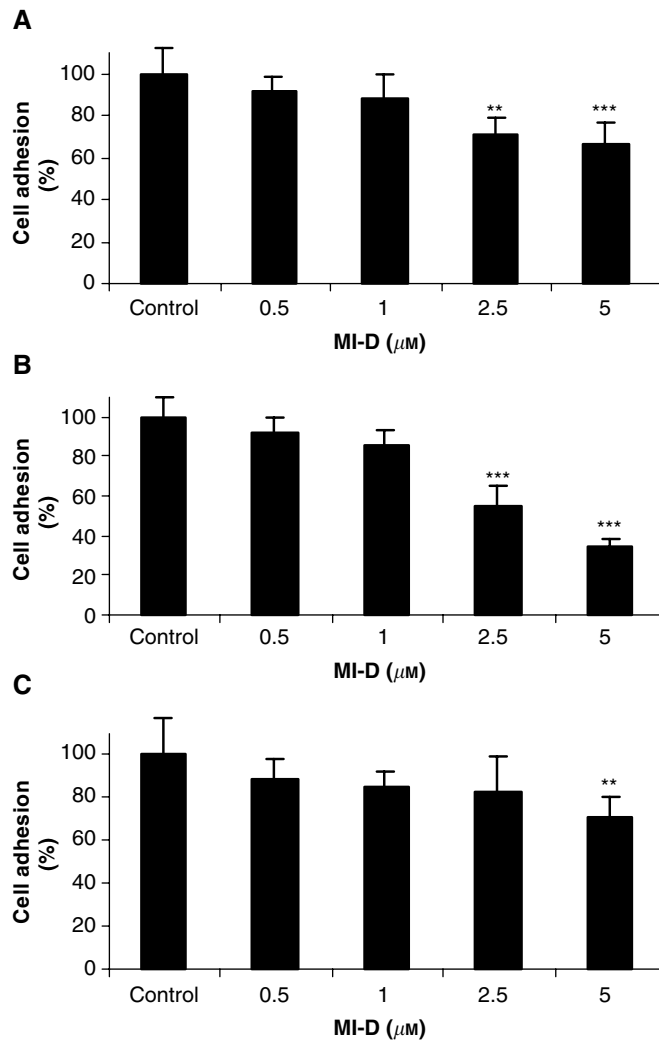 A
Cell adhesion
(%)
100
80
60
40
20
0
**
***
Control 0.5 1 2.5 5
MI-D (μM)
B
Cell adhesion
(%)
100
80
60
40
20
0
***
***
Control 0.5 1 2.5 5
MI-D (μM)
C
Cell adhesion
(%)
100
80
60
40
20
0
**
Control 0.5 1 2.5 5
MI-D (μM)